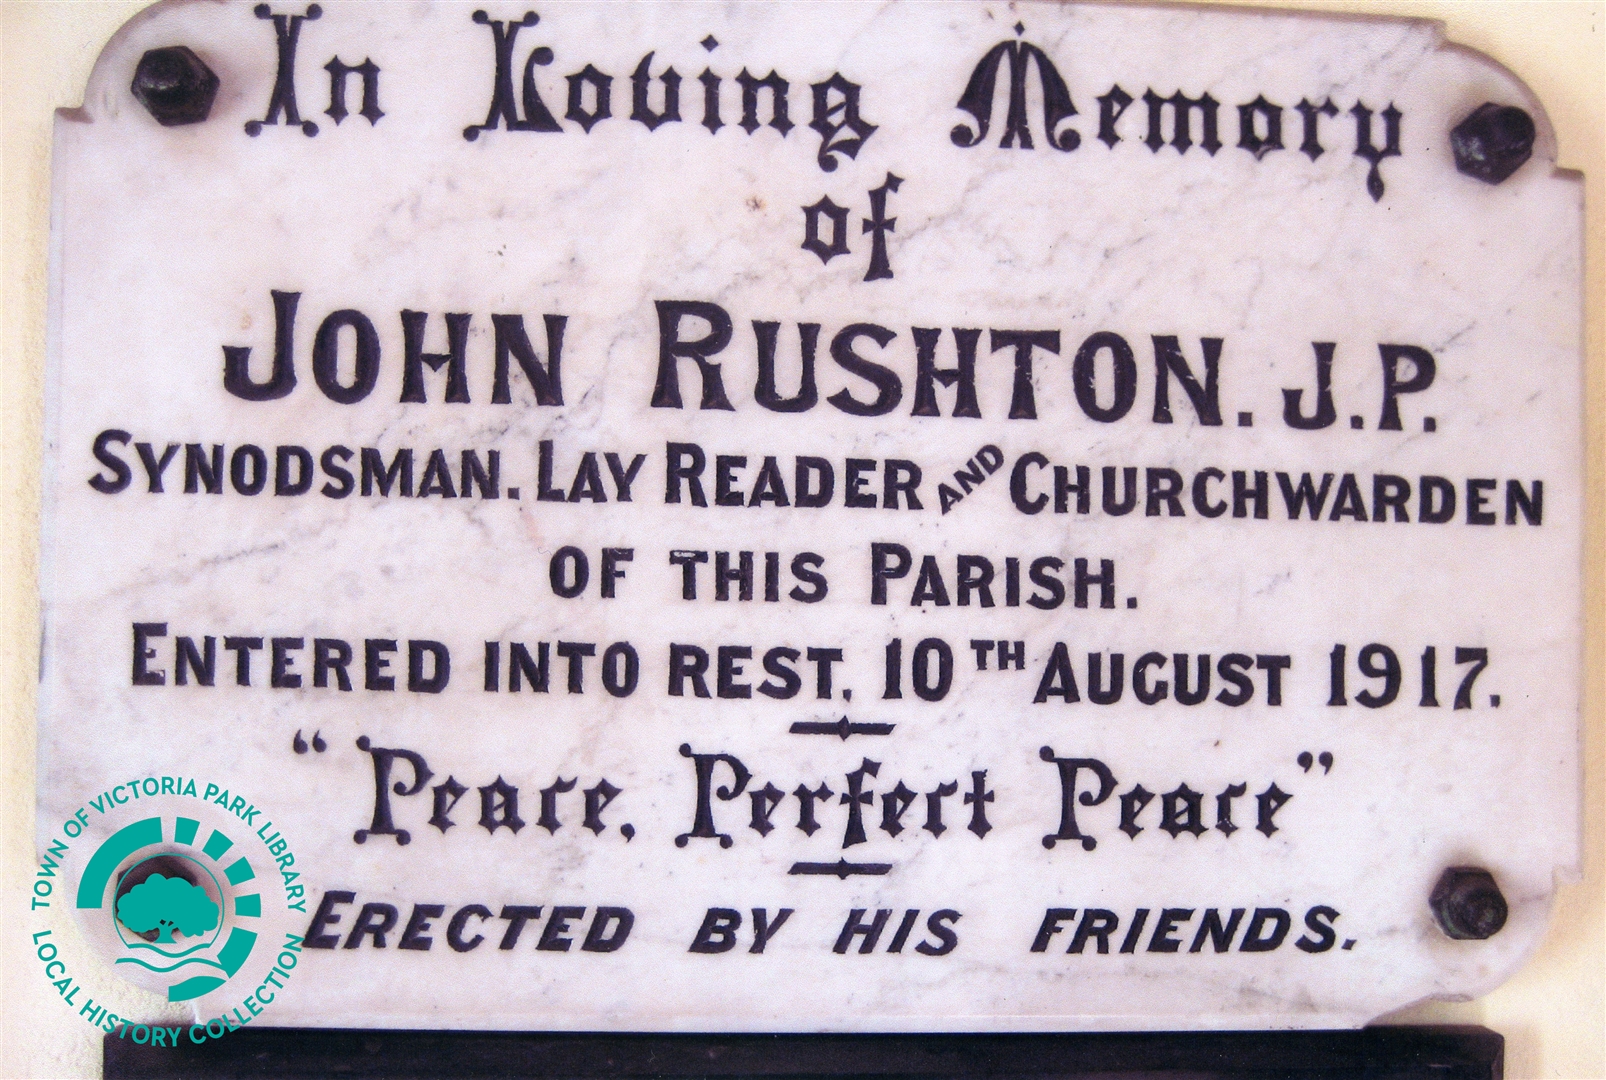 In Loving Memory
of
JOHN RUSHTON. J.P.
SYNODSMAN. LAY READER AND CHURCHWARDEN
OF THIS PARISH.
ENTERED INTO REST. 10TH AUGUST 1917.
"Peace, Perfect Peace"
ERECTED BY HIS FRIENDS.
TOWN OF VICTORIA PARK LIBRARY
LOCAL HISTORY COLLECTION